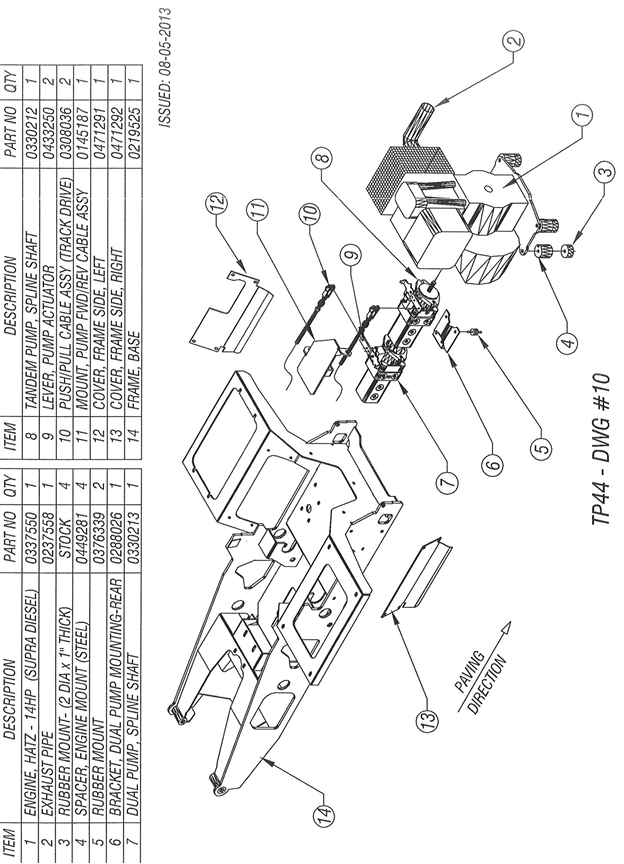 ITEM DESCRIPTION PART NO QTY
1 ENGINE, HATZ - 14HP (SUPRA DIESEL) 0337550 1
2 EXHAUST PIPE 0237558 1
3 RUBBER MOUNT- (2 DIA x 1" THICK) STOCK 4
4 SPACER, ENGINE MOUNT (STEEL) 0449281 4
5 RUBBER MOUNT 0376339 2
6 BRACKET, DUAL PUMP MOUNTING-REAR 0288026 1
7 DUAL PUMP, SPLINE SHAFT 0330213 1
ITEM DESCRIPTION PART NO QTY
8 TANDEM PUMP, SPLINE SHAFT 0330212 1
9 LEVER, PUMP ACTUATOR 0433250 2
10 PUSH/PULL CABLE ASSY (TRACK DRIVE) 0308036 2
11 MOUNT, PUMP FWD/REV CABLE ASSY 0145187 1
12 COVER, FRAME SIDE, LEFT 0471291 1
13 COVER, FRAME SIDE, RIGHT 0471292 1
14 FRAME, BASE 0219525 1
ISSUED: 08-05-2013
14
13
12
11
10
9
8
7
6
5
4
3
2
1
PAVING
DIRECTION
TP44 - DWG #10